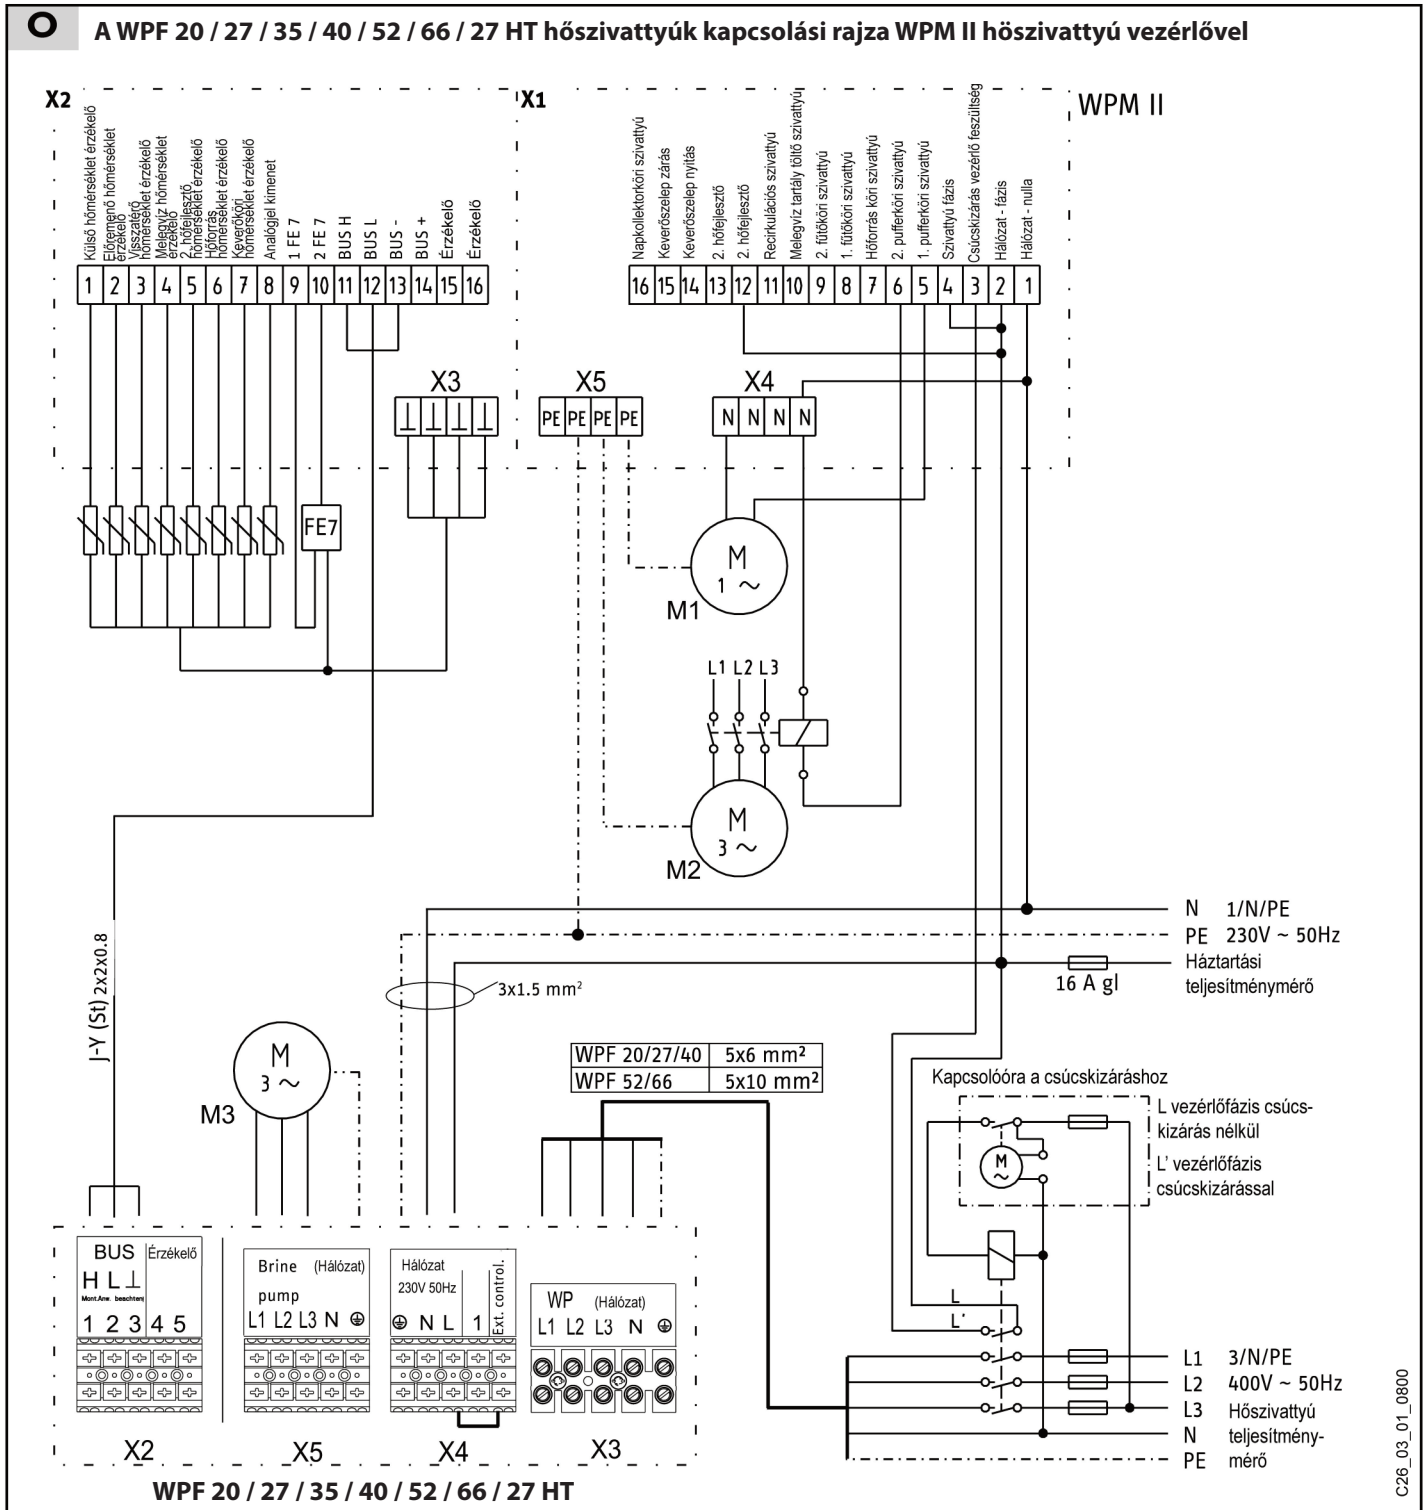 O
A WPF 20 / 27 / 35 / 40 / 52 / 66 / 27 HT hőszivattyúk kapcsolási rajza WPM II höszivattyú vezérlővel
X2
X1
WPM II
Külső hőmérséklet érzékelő
Előremenő hőmérséklet
érzékelő
Visszatérő
hőmérséklet érzékelő
Melegvíz hőmérséklet
érzékelő
2. hőfejlesztő
hőmérséklet érzékelő
Hőforrás
hőmérséklet érzékelő
Keverőköri
hőmérséklet érzékelő
Analógjel kimenet
1 FE 7
2 FE 7
BUS H
BUS L
BUS -
BUS +
Érzékelő
Érzékelő
1 2 3 4 5 6 7 8 9 10 11 12 13 14 15 16
Napkollektorköri szivattyú
Keverőszelep zárás
Keverőszelep nyitás
2. hőfejlesztő
2. hőfejlesztő
Recirkulációs szivattyú
Melegvíz tartály töltő szivattyú
2. fűtőköri szivattyú
1. fűtőköri szivattyú
Hőforrás köri szivattyú
2. pufferköri szivattyú
1. pufferköri szivattyú
Szivattyú fázis
Csúcskizárás vezérlő feszültség
Hálózat - fázis
Hálózat - nulla
16 15 14 13 12 11 10 9 8 7 6 5 4 3 2 1
X3
X5
X4
PE PE PE PE
N N N N
FE7
M
1 ~
M1
L1 L2 L3
M
3 ~
M2
N 1/N/PE
PE 230V ~ 50Hz
Háztartási
teljesítménymérő
16 A gl
3x1.5 mm²
J-Y (St) 2x2x0.8
M
3 ~
M3
WPF 20/27/40 5x6 mm²
WPF 52/66 5x10 mm²
Kapcsolóóra a csúcskizáráshoz
L vezérlőfázis csúcs-
kizárás nélkül
L' vezérlőfázis
csúcskizárással
M
~
L
L'
BUS
Érzékelő
H L ⊥
Mont.Anw. beachten
1 2 3 4 5
Brine (Hálózat)
pump
L1 L2 L3 N ⏚
Hálózat
230V 50Hz
⏚ N L 1
Ext. control.
WP (Hálózat)
L1 L2 L3 N ⏚
L1 3/N/PE
L2 400V ~ 50Hz
L3 Hőszivattyú
N teljesítmény-
PE mérő
X2
X5
X4
X3
WPF 20 / 27 / 35 / 40 / 52 / 66 / 27 HT
C26_03_01_0800